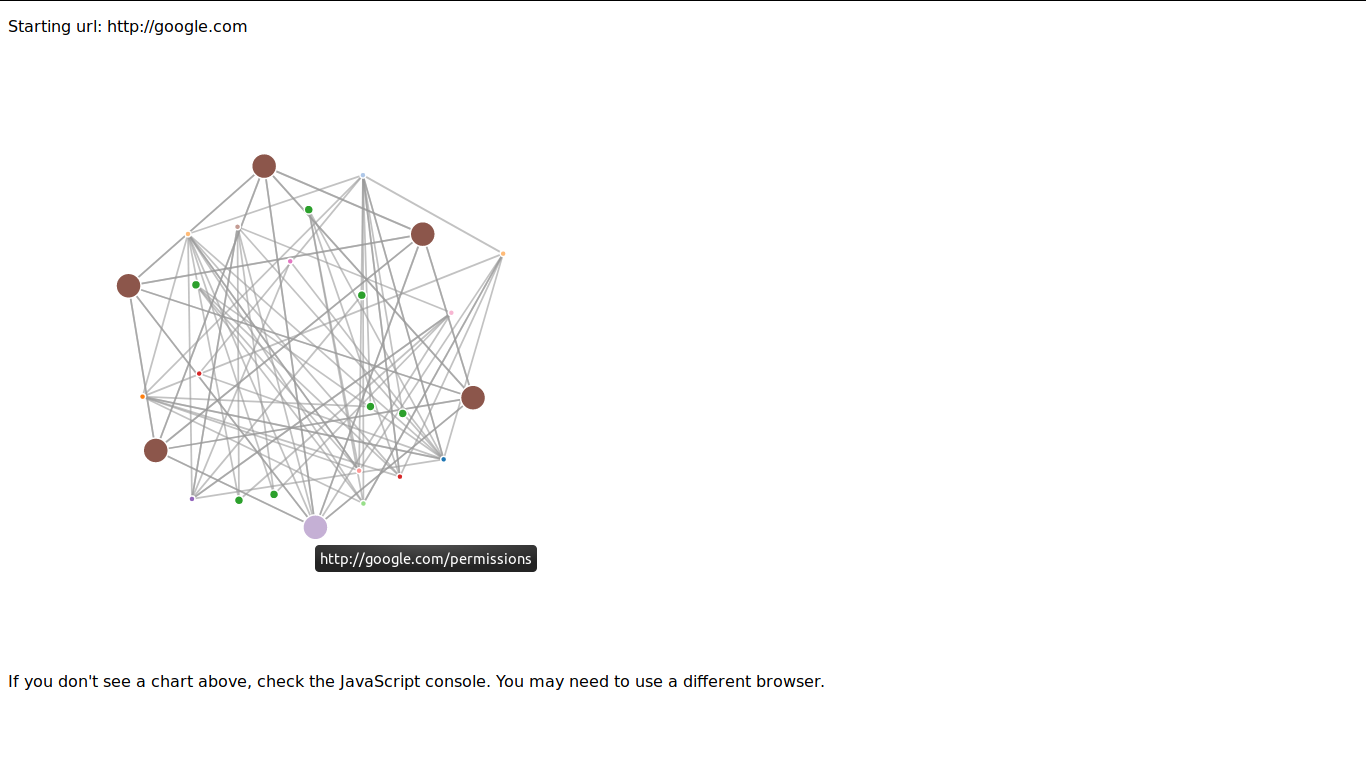 Starting url: http://google.com
http://google.com/permissions
If you don't see a chart above, check the JavaScript console. You may need to use a different browser.